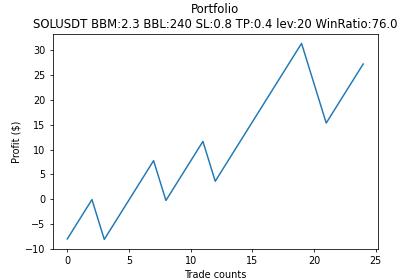 Portfolio
SOLUSDT BBM:2.3 BBL:240 SL:0.8 TP:0.4 lev:20 WinRatio:76.0
Profit ($)
30
25
20
15
10
5
0
−5
−10
0 5 10 15 20 25
Trade counts